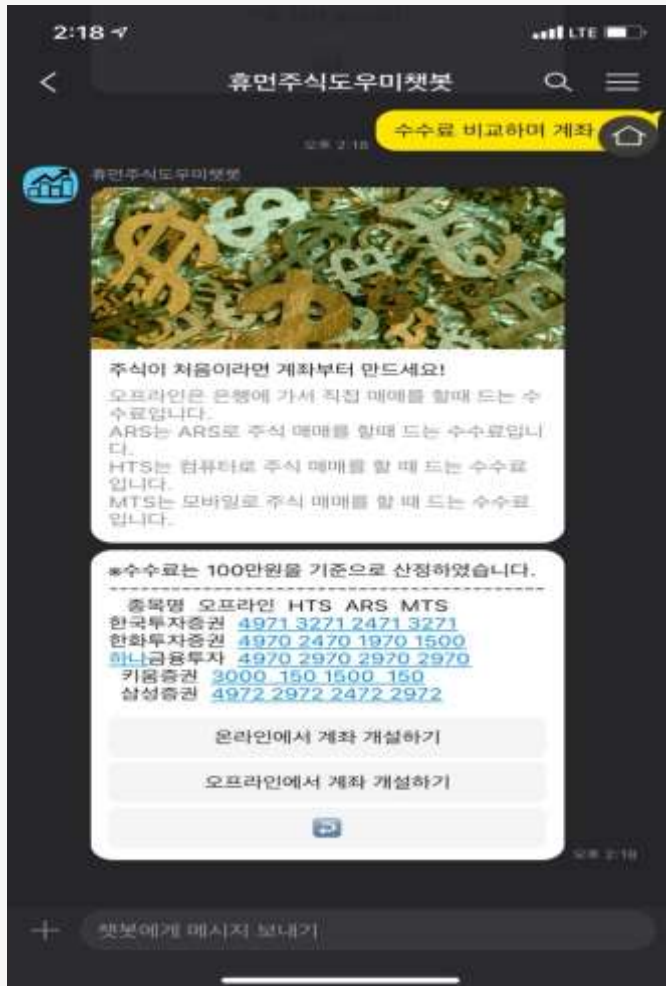 2:18
LTE
휴먼주식도우미챗봇
수수료 비교하며 계좌
오후 2:18
휴먼주식도우미챗봇
주식이 처음이라면 계좌부터 만드세요!
오프라인은 은행에 가서 직접 매매를 할때 드는 수
수료입니다.
ARS는 ARS로 주식 매매를 할때 드는 수수료입니
다.
HTS는 컴퓨터로 주식 매매를 할 때 드는 수수료
입니다.
MTS는 모바일로 주식 매매를 할 때 드는 수수료
입니다.
※수수료는 100만원을 기준으로 산정하였습니다.
--------------------------------------------
종목명 오프라인 HTS ARS MTS
한국투자증권 4971 3271 2471 3271
한화투자증권 4970 2470 1970 1500
하나금융투자 4970 2970 2970 2970
키움증권 3000 150 1500 150
삼성증권 4972 2972 2472 2972
온라인에서 계좌 개설하기
오프라인에서 계좌 개설하기
오후 2:18
챗봇에게 메시지 보내기